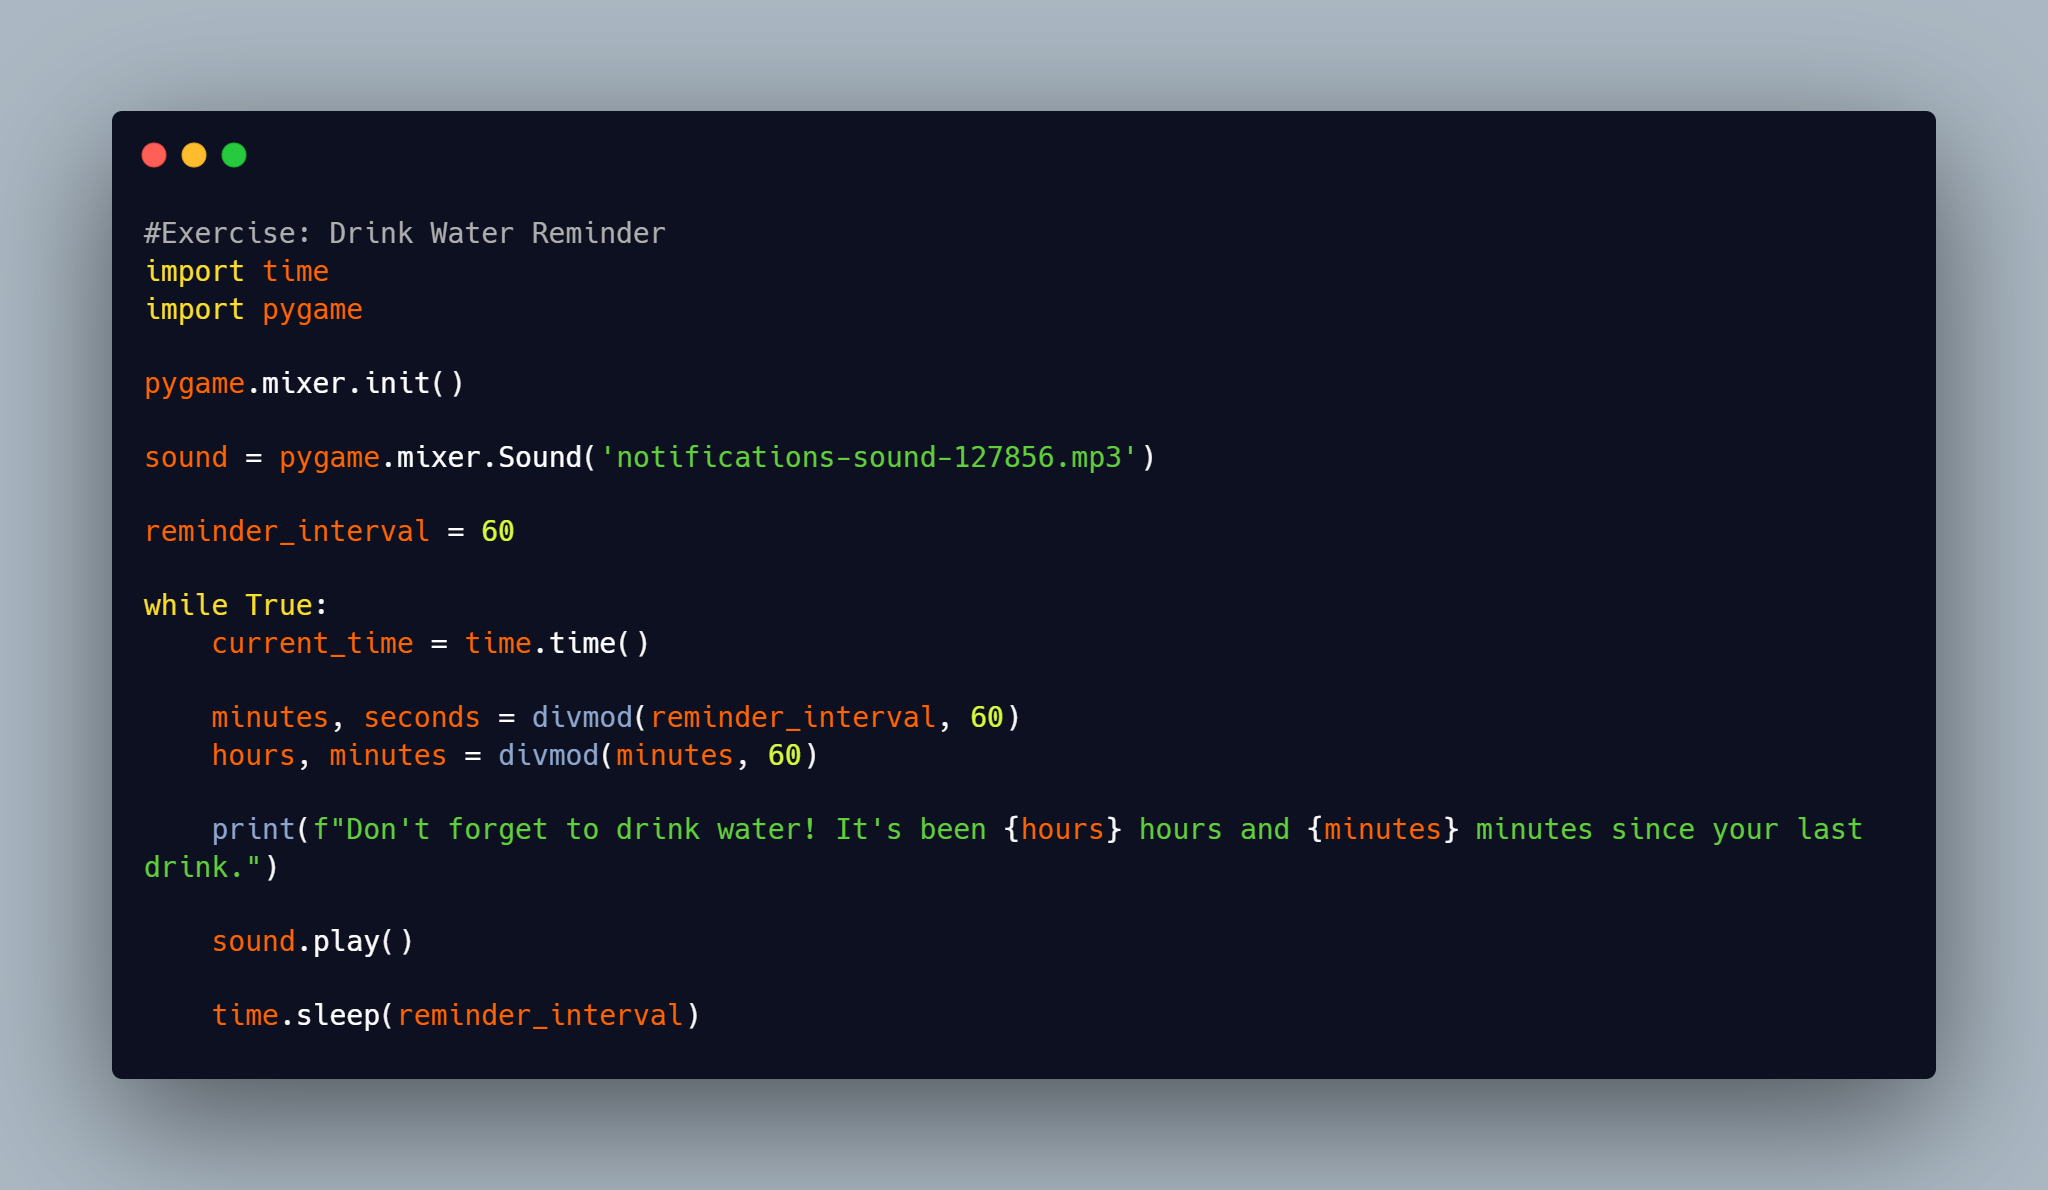 #Exercise: Drink Water Reminder
import time
import pygame

pygame.mixer.init()

sound = pygame.mixer.Sound('notifications-sound-127856.mp3')

reminder_interval = 60

while True:
    current_time = time.time()

    minutes, seconds = divmod(reminder_interval, 60)
    hours, minutes = divmod(minutes, 60)

    print(f"Don't forget to drink water! It's been {hours} hours and {minutes} minutes since your last
drink.")

    sound.play()

    time.sleep(reminder_interval)